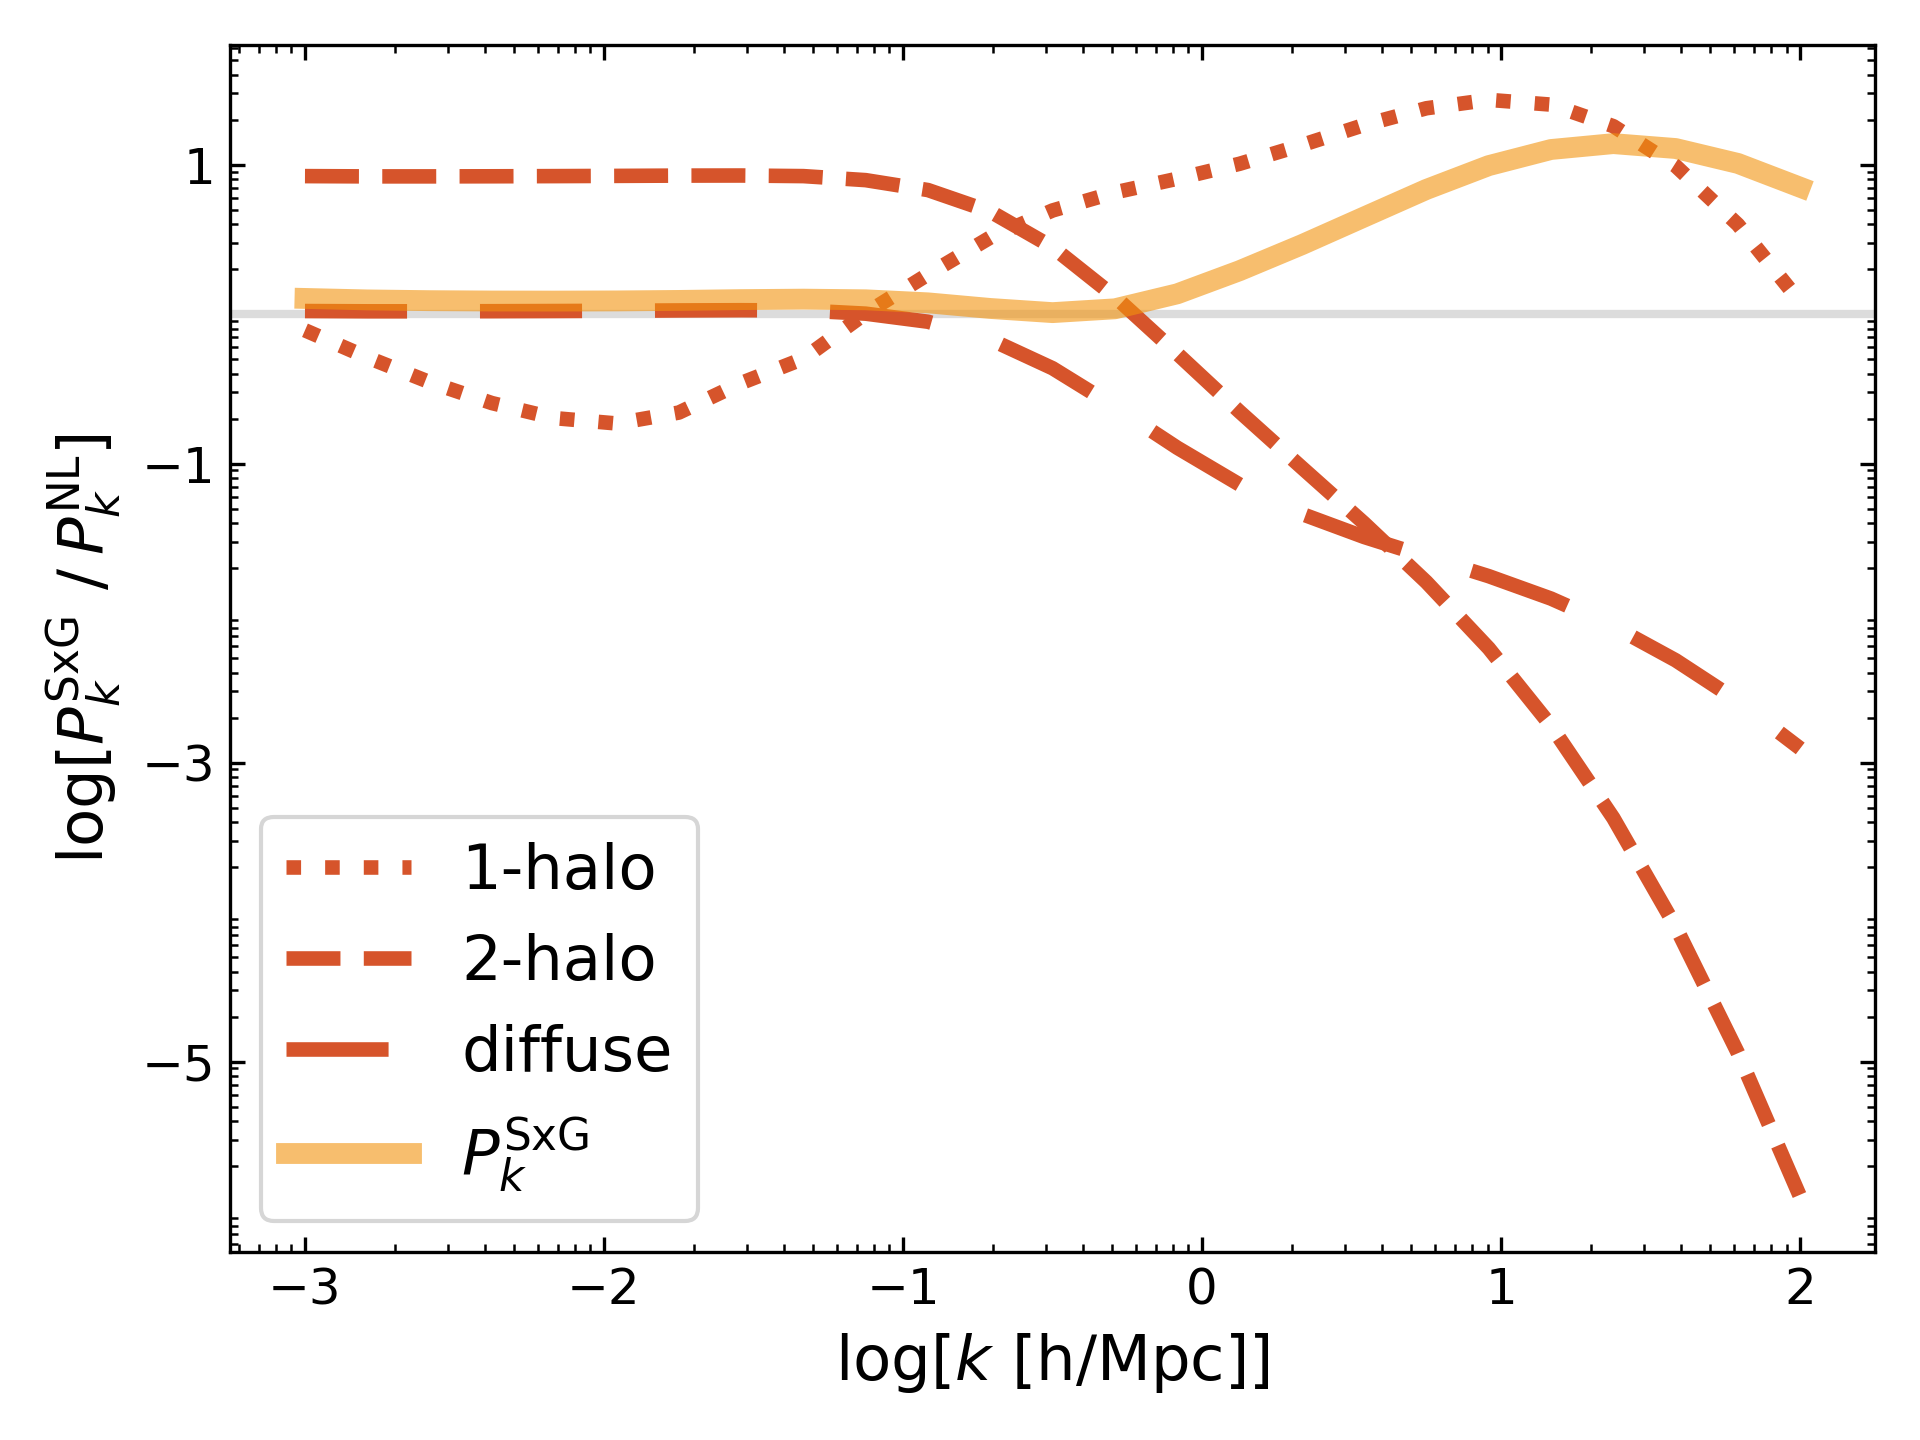 1
−1
−3
−5
log[P_k^SxG / P_k^NL]
1-halo
2-halo
diffuse
P_k^SxG
−3 −2 −1 0 1 2
log[k [h/Mpc]]